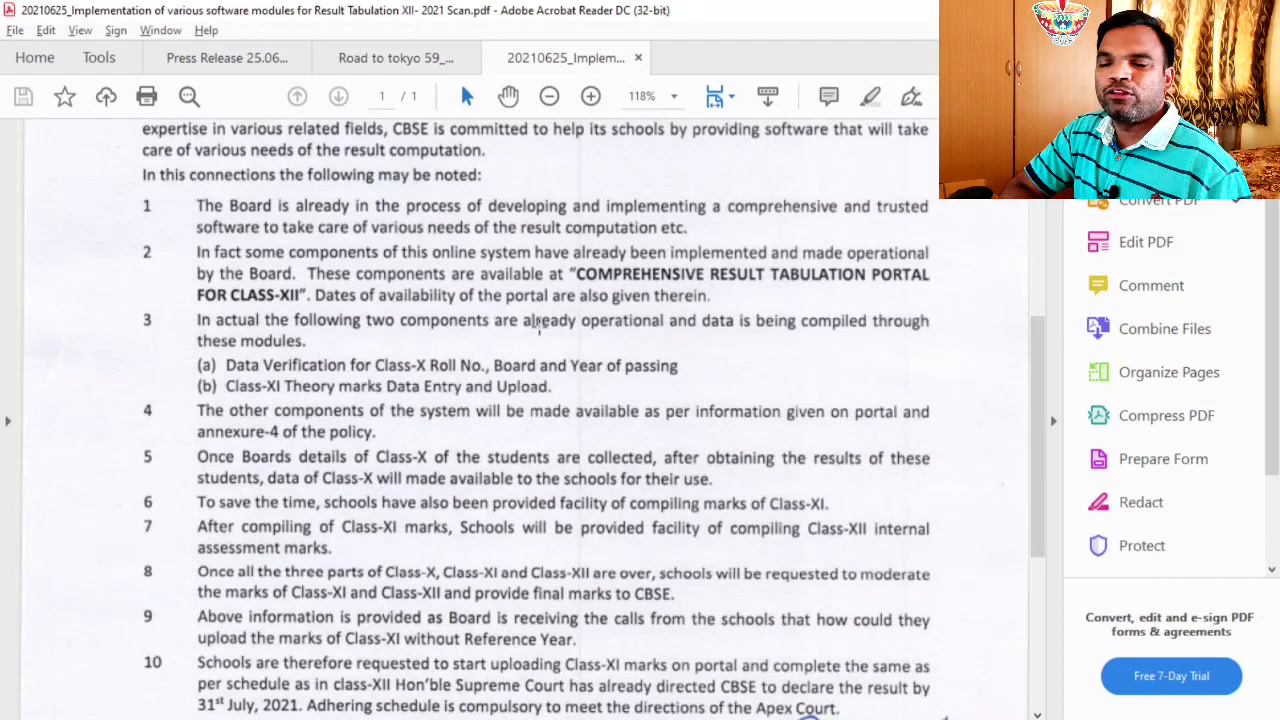 20210625_Implementation of various software modules for Result Tabulation XII- 2021 Scan.pdf - Adobe Acrobat Reader DC (32-bit)
File Edit View Sign Window Help
Home Tools Press Release 25.06... Road to tokyo 59_... 20210625_Implem... ×
1 / 1 118%
expertise in various related fields, CBSE is committed to help its schools by providing software that will take
care of various needs of the result computation.
In this connections the following may be noted:
1 The Board is already in the process of developing and implementing a comprehensive and trusted
software to take care of various needs of the result computation etc.
2 In fact some components of this online system have already been implemented and made operational
by the Board. These components are available at “COMPREHENSIVE RESULT TABULATION PORTAL
FOR CLASS-XII”. Dates of availability of the portal are also given therein.
3 In actual the following two components are already operational and data is being compiled through
these modules.
(a) Data Verification for Class-X Roll No., Board and Year of passing
(b) Class-XI Theory marks Data Entry and Upload.
4 The other components of the system will be made available as per information given on portal and
annexure-4 of the policy.
5 Once Boards details of Class-X of the students are collected, after obtaining the results of these
students, data of Class-X will made available to the schools for their use.
6 To save the time, schools have also been provided facility of compiling marks of Class-XI.
7 After compiling of Class-XI marks, Schools will be provided facility of compiling Class-XII internal
assessment marks.
8 Once all the three parts of Class-X, Class-XI and Class-XII are over, schools will be requested to moderate
the marks of Class-XI and Class-XII and provide final marks to CBSE.
9 Above information is provided as Board is receiving the calls from the schools that how could they
upload the marks of Class-XI without Reference Year.
10 Schools are therefore requested to start uploading Class-XI marks on portal and complete the same as
per schedule as in class-XII Hon'ble Supreme Court has already directed CBSE to declare the result by
31st July, 2021. Adhering schedule is compulsory to meet the directions of the Apex Court.
Convert PDF
Edit PDF
Comment
Combine Files
Organize Pages
Compress PDF
Prepare Form
Redact
Protect
Convert, edit and e-sign PDF
forms & agreements
Free 7-Day Trial